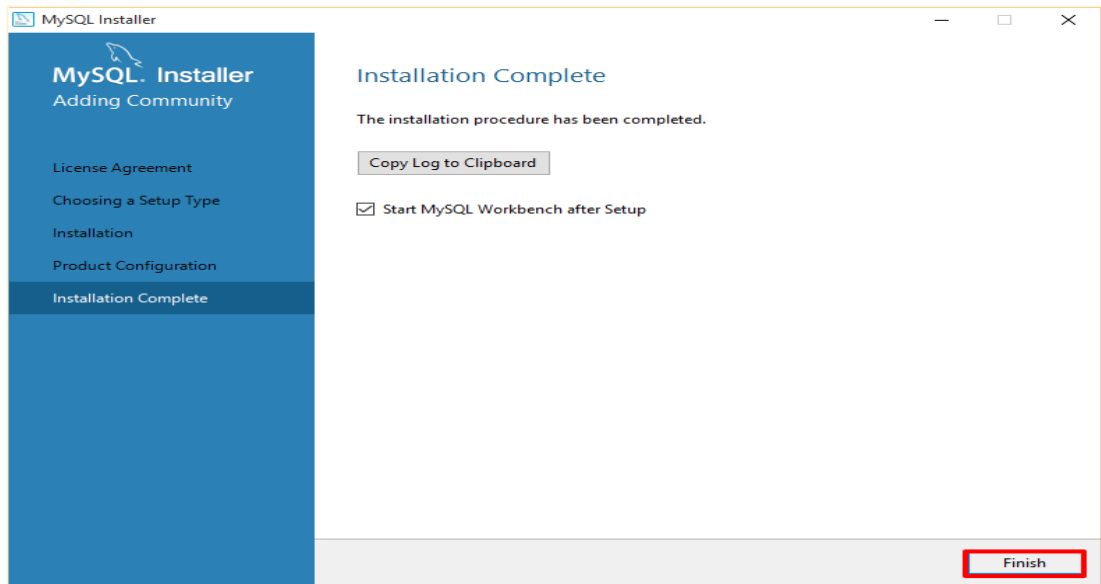 MySQL Installer
MySQL. Installer
Adding Community
License Agreement
Choosing a Setup Type
Installation
Product Configuration
Installation Complete
Installation Complete
The installation procedure has been completed.
Copy Log to Clipboard
Start MySQL Workbench after Setup
Finish